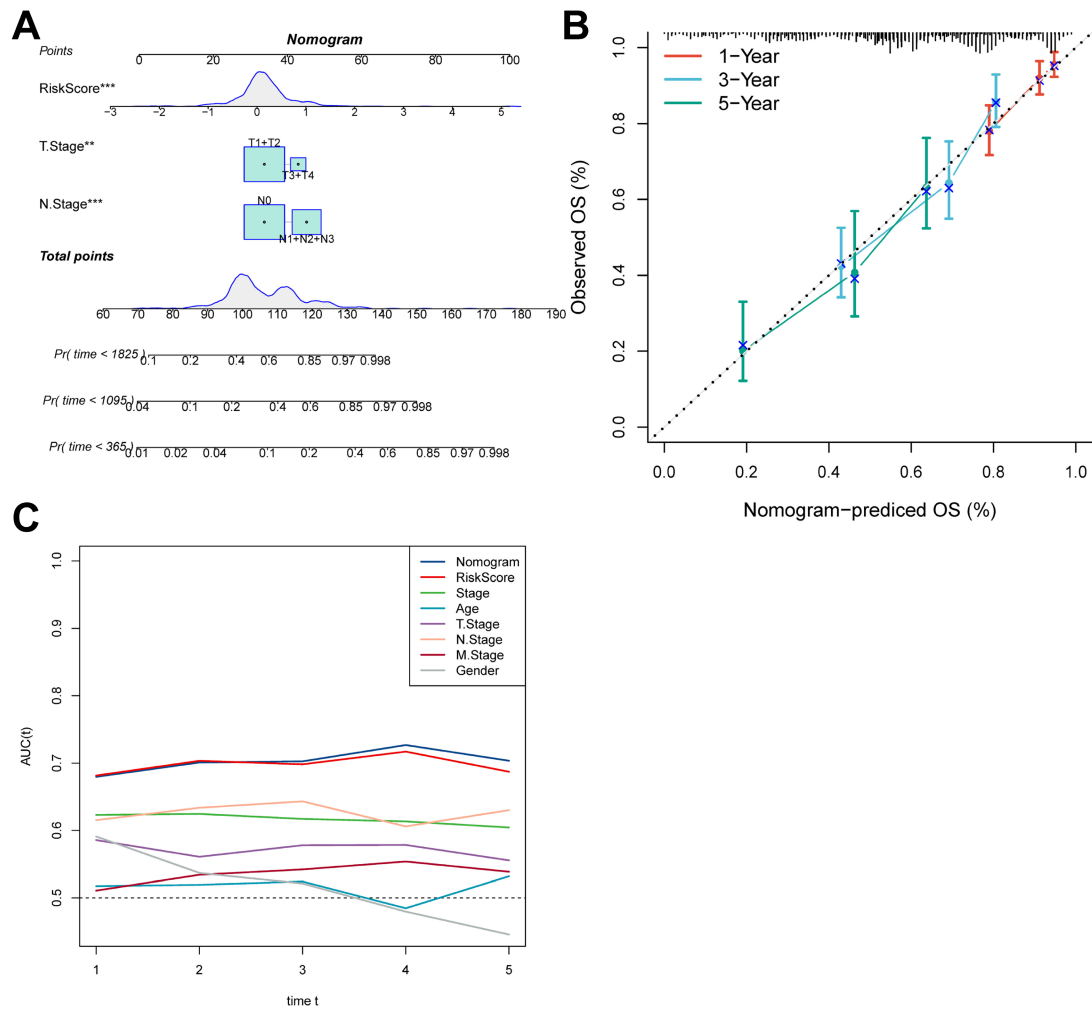 A
Nomogram
Points
0 20 40 60 80 100
RiskScore***
−3 −2 −1 0 1 2 3 4 5
T.Stage**
T1+T2
T3+T4
N.Stage***
N0
N1+N2+N3
Total points
60 70 80 90 100 110 120 130 140 150 160 170 180 190
Pr( time < 1825 )
0.1 0.2 0.4 0.6 0.85 0.97 0.998
Pr( time < 1095 )
0.04 0.1 0.2 0.4 0.6 0.85 0.97 0.998
Pr( time < 365 )
0.01 0.02 0.04 0.1 0.2 0.4 0.6 0.85 0.97 0.998
B
1−Year
3−Year
5−Year
Observed OS (%)
1.0
0.8
0.6
0.4
0.2
0.0
0.0 0.2 0.4 0.6 0.8 1.0
Nomogram−prediced OS (%)
C
Nomogram
RiskScore
Stage
Age
T.Stage
N.Stage
M.Stage
Gender
AUC(t)
1.0
0.9
0.8
0.7
0.6
0.5
1 2 3 4 5
time t